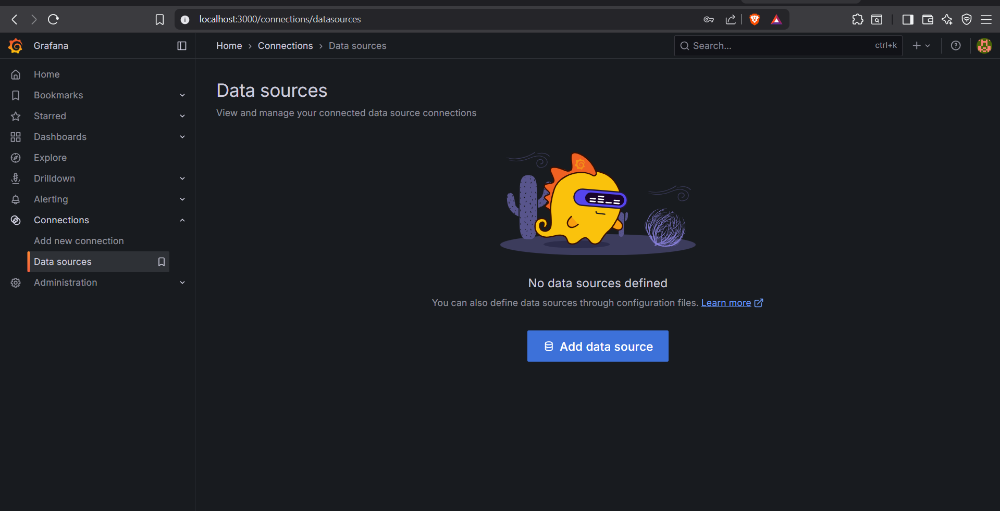 localhost:3000/connections/datasources
Grafana
Home › Connections › Data sources
Search...
ctrl+k
Home
Bookmarks
Starred
Dashboards
Explore
Drilldown
Alerting
Connections
Add new connection
Data sources
Administration
Data sources
View and manage your connected data source connections
No data sources defined
You can also define data sources through configuration files. Learn more
Add data source